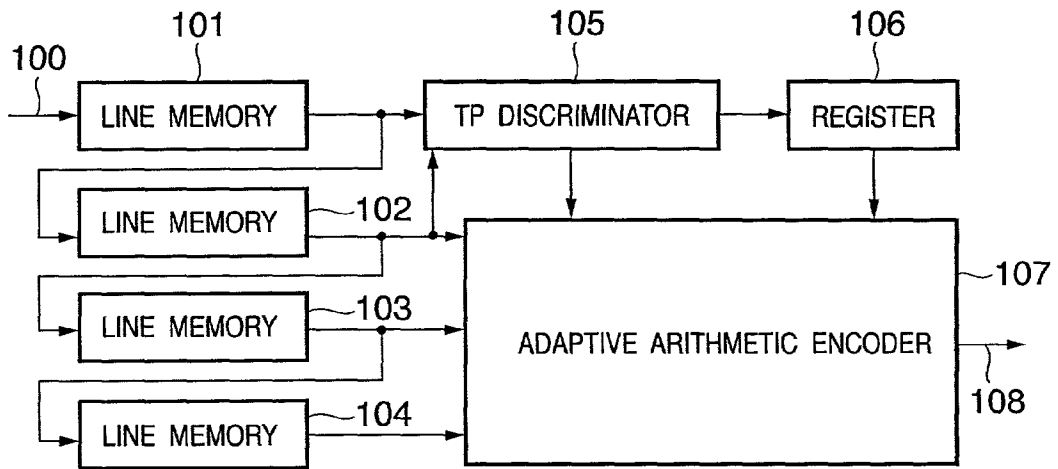 101
105
106
100
LINE MEMORY
TP DISCRIMINATOR
REGISTER
LINE MEMORY
102
LINE MEMORY
103
LINE MEMORY
104
ADAPTIVE ARITHMETIC ENCODER
107
108